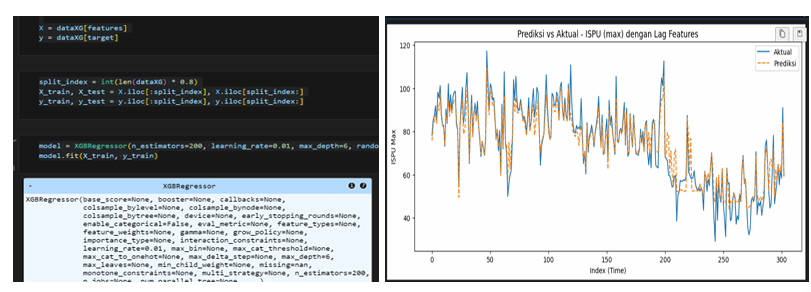 X = dataXG[features]
y = dataXG[target]
split_index = int(len(dataXG) * 0.8)
X_train, X_test = X.iloc[:split_index], X.iloc[split_index:]
y_train, y_test = y.iloc[:split_index], y.iloc[split_index:]
model = XGBRegressor(n_estimators=200, learning_rate=0.01, max_depth=6, rando
model.fit(X_train, y_train)
XGBRegressor
XGBRegressor(base_score=None, booster=None, callbacks=None,
colsample_bylevel=None, colsample_bynode=None,
colsample_bytree=None, device=None, early_stopping_rounds=None,
enable_categorical=False, eval_metric=None, feature_types=None,
feature_weights=None, gamma=None, grow_policy=None,
importance_type=None, interaction_constraints=None,
learning_rate=0.01, max_bin=None, max_cat_threshold=None,
max_cat_to_onehot=None, max_delta_step=None, max_depth=6,
max_leaves=None, min_child_weight=None, missing=nan,
monotone_constraints=None, multi_strategy=None, n_estimators=200,
Prediksi vs Aktual - ISPU (max) dengan Lag Features
Aktual
Prediksi
ISPU Max
120
100
80
60
40
0
50
100
150
200
250
300
Index (Time)